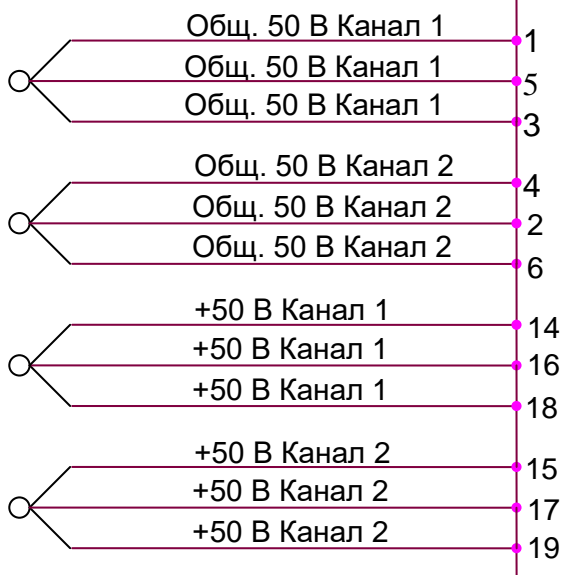 Общ. 50 В Канал 1 1
Общ. 50 В Канал 1 5
Общ. 50 В Канал 1 3
Общ. 50 В Канал 2 4
Общ. 50 В Канал 2 2
Общ. 50 В Канал 2 6
+50 В Канал 1 14
+50 В Канал 1 16
+50 В Канал 1 18
+50 В Канал 2 15
+50 В Канал 2 17
+50 В Канал 2 19